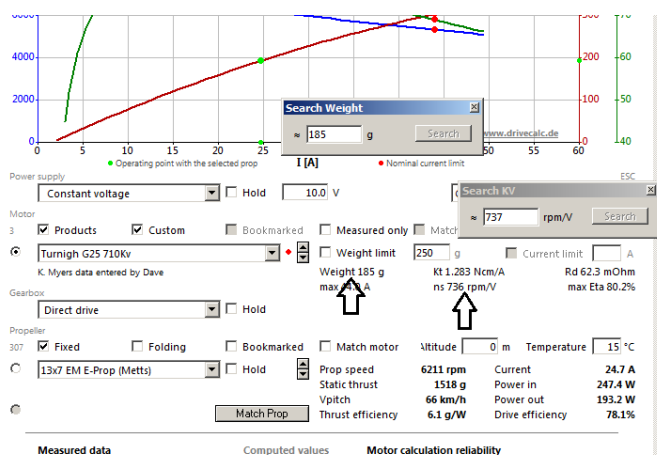 6000
300
70
4000
200
60
2000
100
50
0
0
40
0 5 10 15 20 25 50 55 60
Operating point with the selected prop
I [A]
Nominal current limit
www.drivecalc.de
Search Weight
≈ 185 g Search
Power supply
ESC
Constant voltage Hold 10.0 V
Search KV
≈ 737 rpm/V Search
Motor
3 Products Custom Bookmarked Measured only Match
Turnigh G25 710Kv Weight limit 250 g Current limit A
K. Myers data entered by Dave
Weight 185 g Kt 1.283 Ncm/A Rd 62.3 mOhm
ns 736 rpm/V max Eta 80.2%
Gearbox
Direct drive Hold
Propeller
307 Fixed Folding Bookmarked Match motor Altitude 0 m Temperature 15 °C
13x7 EM E-Prop (Metts) Hold
Prop speed 6211 rpm Current 24.7 A
Static thrust 1518 g Power in 247.4 W
Vpitch 66 km/h Power out 193.2 W
Match Prop
Thrust efficiency 6.1 g/W Drive efficiency 78.1%
Measured data Computed values Motor calculation reliability